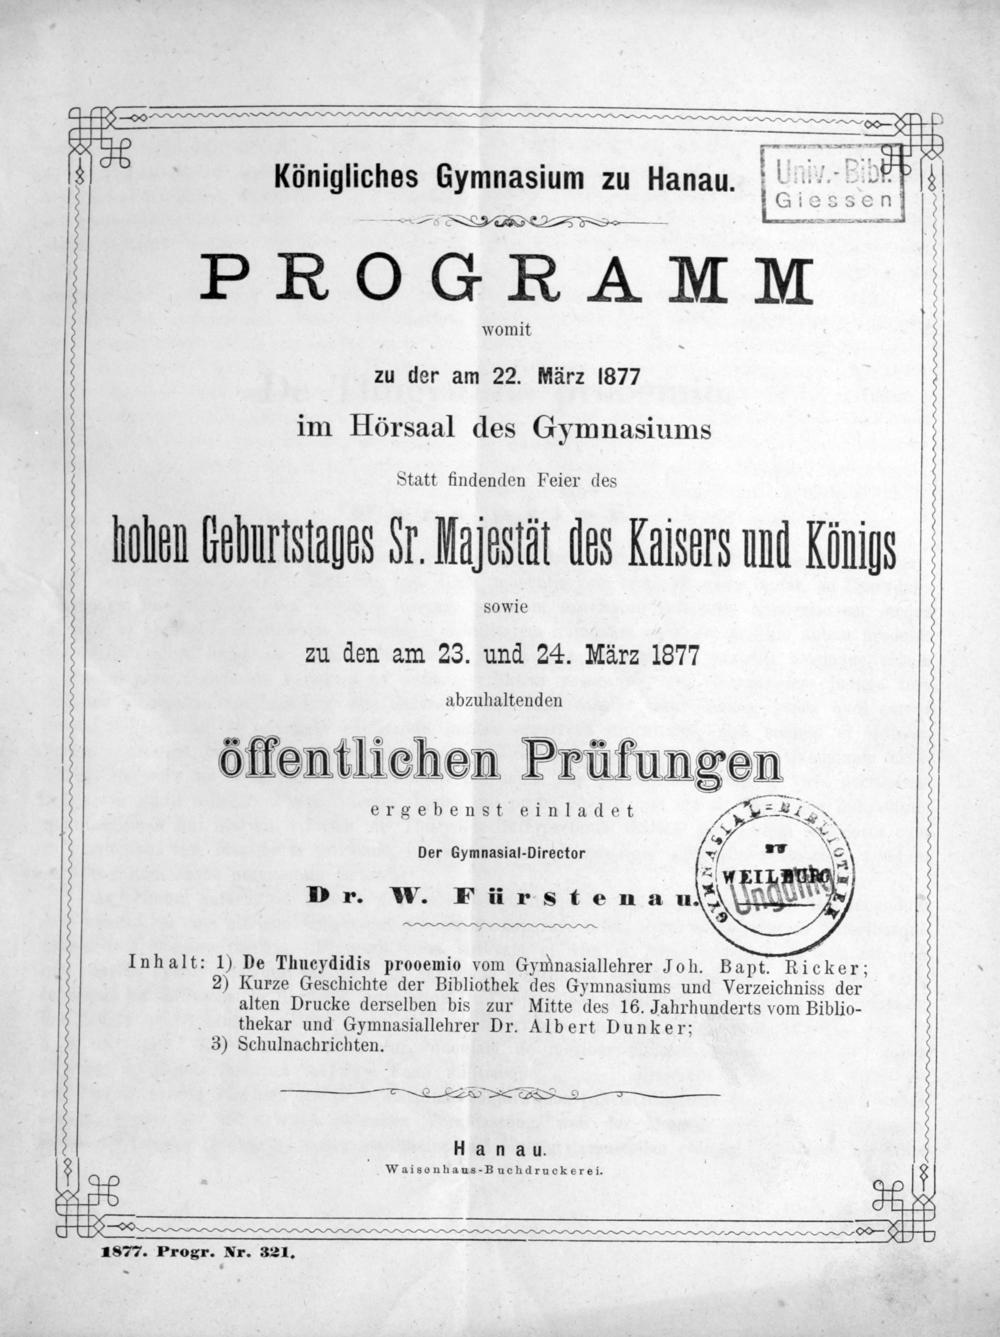 Königliches Gymnasium zu Hanau.
Univ.-Bibl.
Giessen
PROGRAMM
womit
zu der am 22. März 1877
im Hörsaal des Gymnasiums
Statt findenden Feier des
hohen Geburtstages Sr. Majestät des Kaisers und Königs
sowie
zu den am 23. und 24. März 1877
abzuhaltenden
öffentlichen Prüfungen
ergebenst einladet
Der Gymnasial-Director
Dr. W. Fürstenau.
GYMNASIAL=BIBLIOTHEK
ZU
WEILBURG
Ungültig
Inhalt: 1) De Thucydidis prooemio vom Gymnasiallehrer Joh. Bapt. Ricker;
2) Kurze Geschichte der Bibliothek des Gymnasiums und Verzeichniss der
alten Drucke derselben bis zur Mitte des 16. Jahrhunderts vom Biblio-
thekar und Gymnasiallehrer Dr. Albert Dunker;
3) Schulnachrichten.
Hanau.
Waisenhaus-Buchdruckerei.
1877. Progr. Nr. 321.